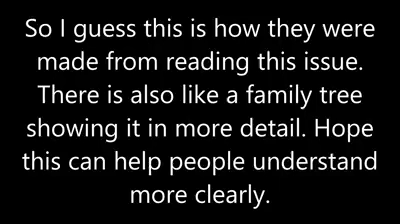 So I guess this is how they were
made from reading this issue.
There is also like a family tree
showing it in more detail. Hope
this can help people understand
more clearly.